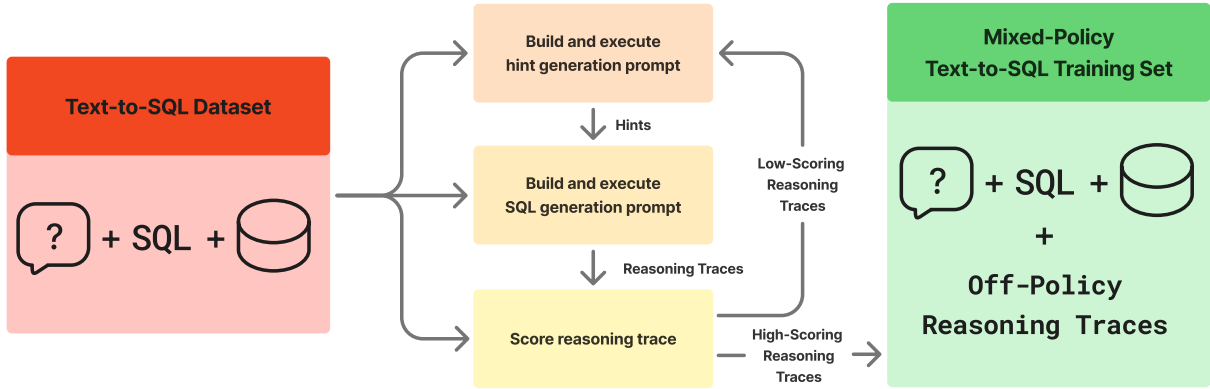 Text-to-SQL Dataset
? + SQL +
Build and execute
hint generation prompt
Hints
Build and execute
SQL generation prompt
Reasoning Traces
Score reasoning trace
Low-Scoring
Reasoning
Traces
High-Scoring
Reasoning
Traces
Mixed-Policy
Text-to-SQL Training Set
? + SQL +
+
Off-Policy
Reasoning Traces